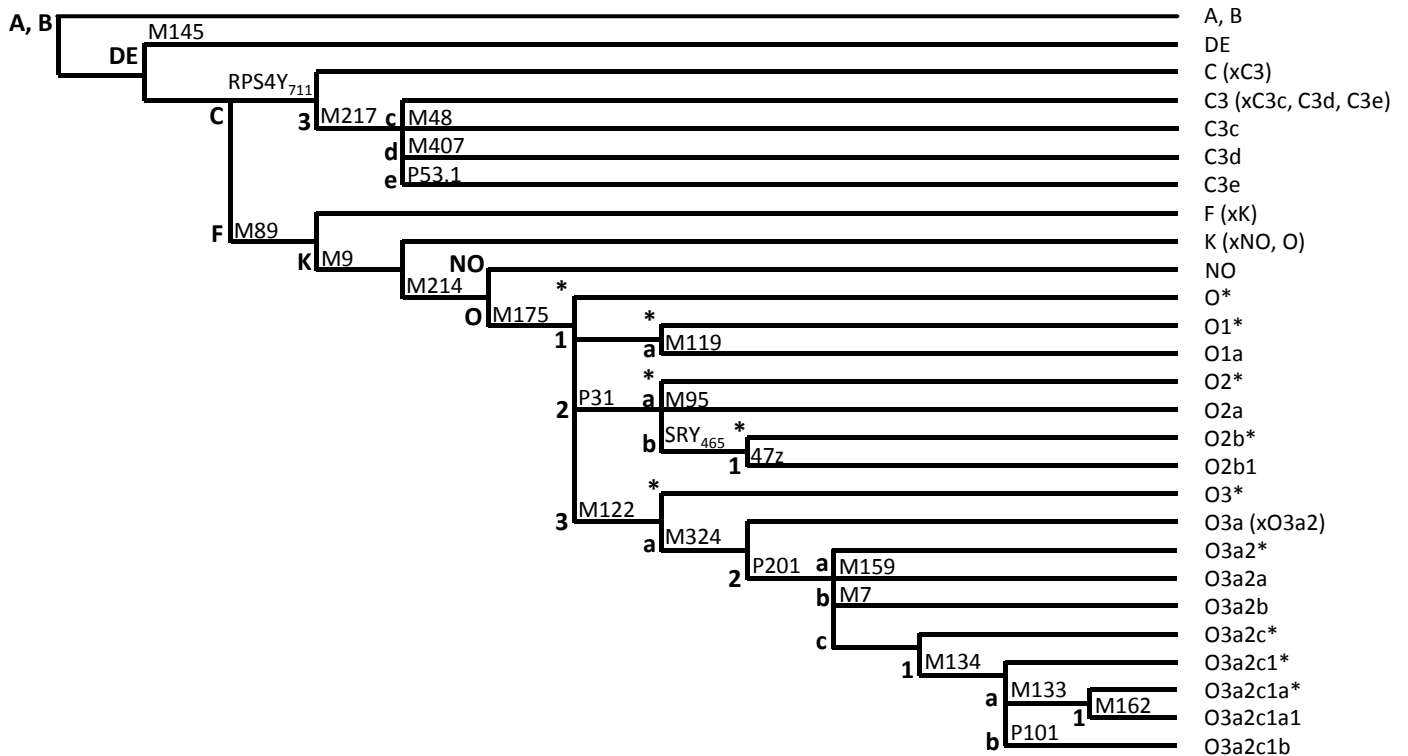 A, B A, B
M145
DE DE
RPS4Y711 C (xC3)
C 3 M217 C3 (xC3c, C3d, C3e)
c M48 C3c
d M407 C3d
e P53.1 C3e
F (xK)
F M89 K (xNO, O)
K M9 NO NO
M214 * O*
O M175 * O1*
1 a M119 O1a
* O2*
2 P31 a M95 O2a
b SRY465 * O2b*
1 47z O2b1
* O3*
3 M122 O3a (xO3a2)
a M324 O3a2*
2 P201 a M159 O3a2a
b M7 O3a2b
c O3a2c*
1 M134 O3a2c1*
a M133 O3a2c1a*
1 M162 O3a2c1a1
b P101 O3a2c1b